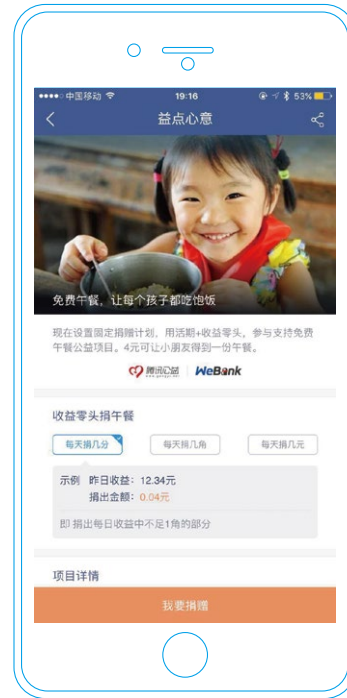 中国移动 19:16 53%
益点心意
免费午餐，让每个孩子都吃饱饭
现在设置固定捐赠计划，用活期+收益零头，参与支持免费
午餐公益项目。4元可让小朋友得到一份午餐。
腾讯公益 WeBank
收益零头捐午餐
每天捐几分 每天捐几角 每天捐几元
示例 昨日收益：12.34元
捐出金额：0.04元
即 捐出每日收益中不足1角的部分
项目详情
我要捐赠